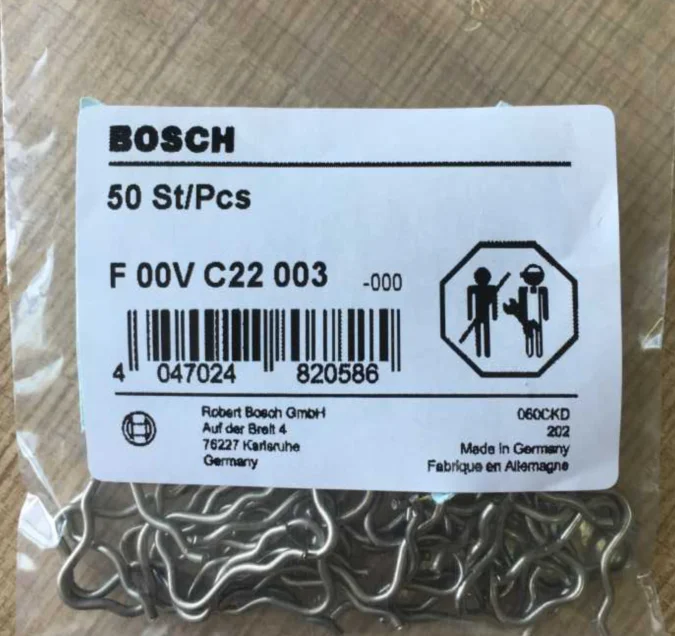 BOSCH
50 St/Pcs
F 00V C22 003 -000
4 047024 820586
Robert Bosch GmbH
Auf der Breit 4
76227 Karlsruhe
Germany
060CKD
202
Made in Germany
Fabrique en Allemagne